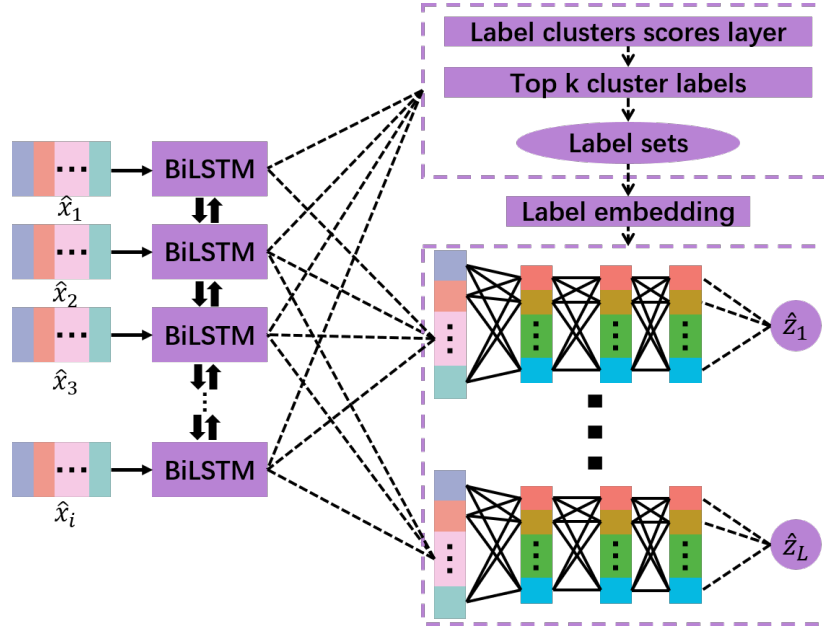 Label clusters scores layer
Top k cluster labels
Label sets
Label embedding
BiLSTM
x̂₁
BiLSTM
x̂₂
BiLSTM
x̂₃
BiLSTM
x̂ᵢ
ẑ₁
ẑ_L